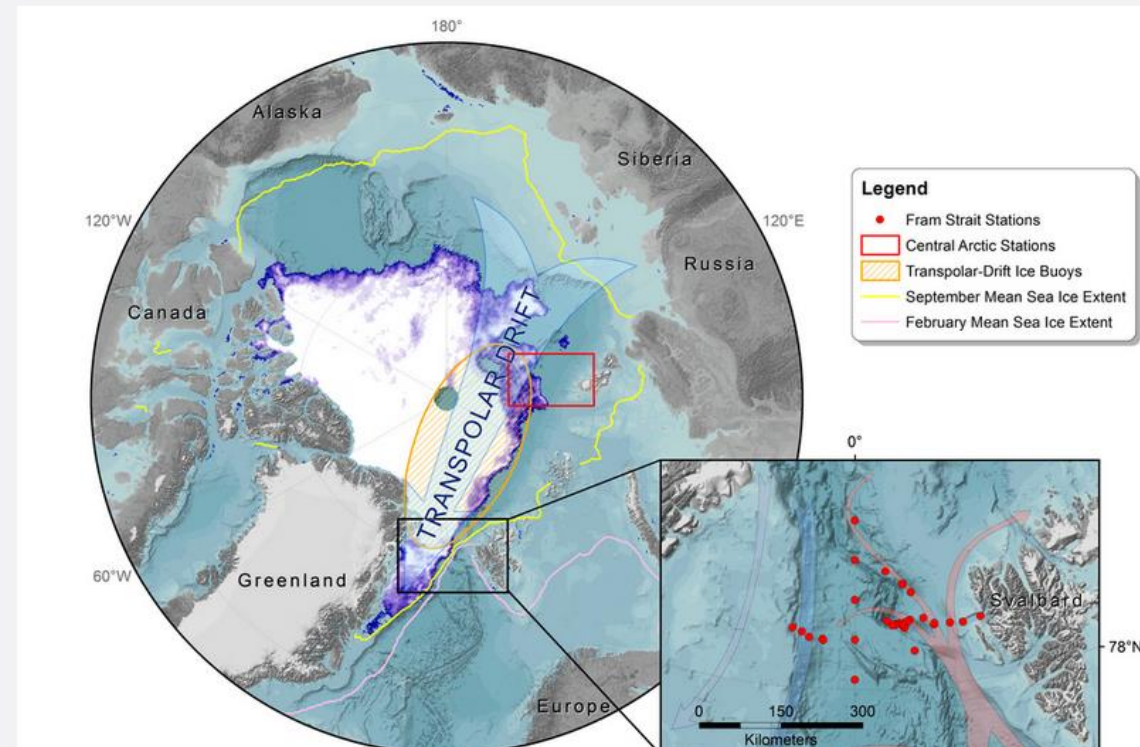 180°
Alaska
Siberia
120°W
120°E
Russia
Canada
TRANSPOLAR DRIFT
60°W
Greenland
Europe
Legend
Fram Strait Stations
Central Arctic Stations
Transpolar-Drift Ice Buoys
September Mean Sea Ice Extent
February Mean Sea Ice Extent
0°
Svalbard
78°N
0 150 300
Kilometers